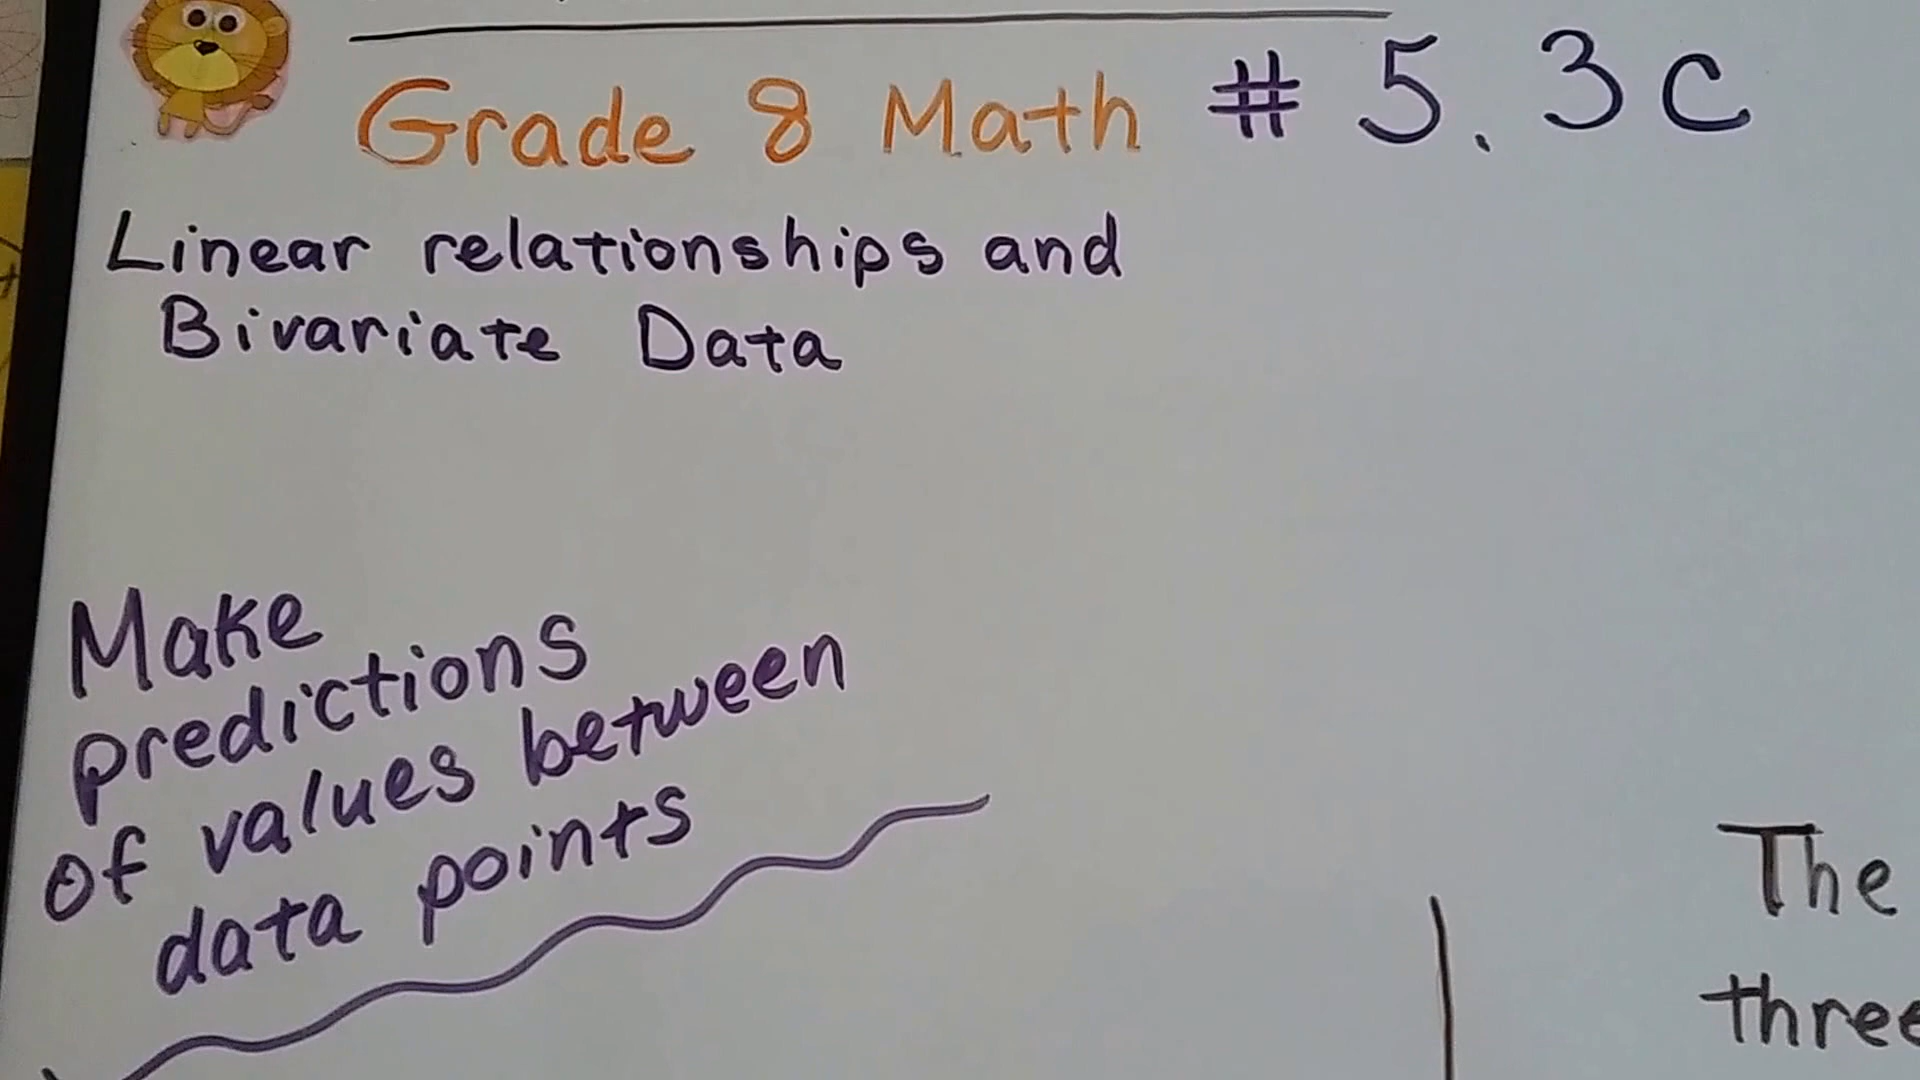 Grade 8 Math # 5.3c
Linear relationships and
Bivariate Data
Make
predictions
of values between
data points
The
three